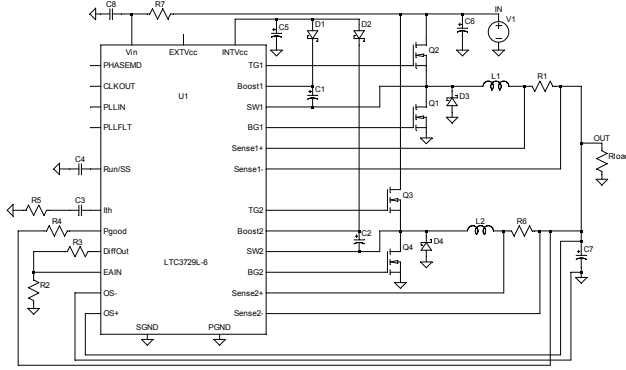 C8
R7
IN
V1
C5
D1
D2
C6
Vin
EXTVcc
INTVcc
Q2
PHASEMD
TG1
CLKOUT
U1
Boost1
C1
L1
R1
PLLIN
SW1
Q1
D3
PLLFLT
BG1
Sense1+
OUT
C4
Run/SS
Sense1-
Rload
R5
C3
Ith
TG2
Q3
R4
Pgood
Boost2
L2
R6
R3
DiffOut
SW2
C2
Q4
D4
C7
LTC3729L-6
EAIN
BG2
R2
OS-
Sense2+
OS+
Sense2-
SGND
PGND